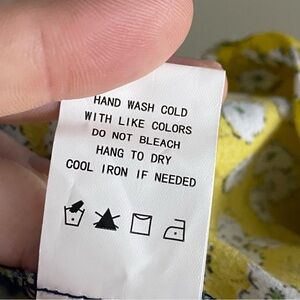 HAND WASH COLD
WITH LIKE COLORS
DO NOT BLEACH
HANG TO DRY
COOL IRON IF NEEDED